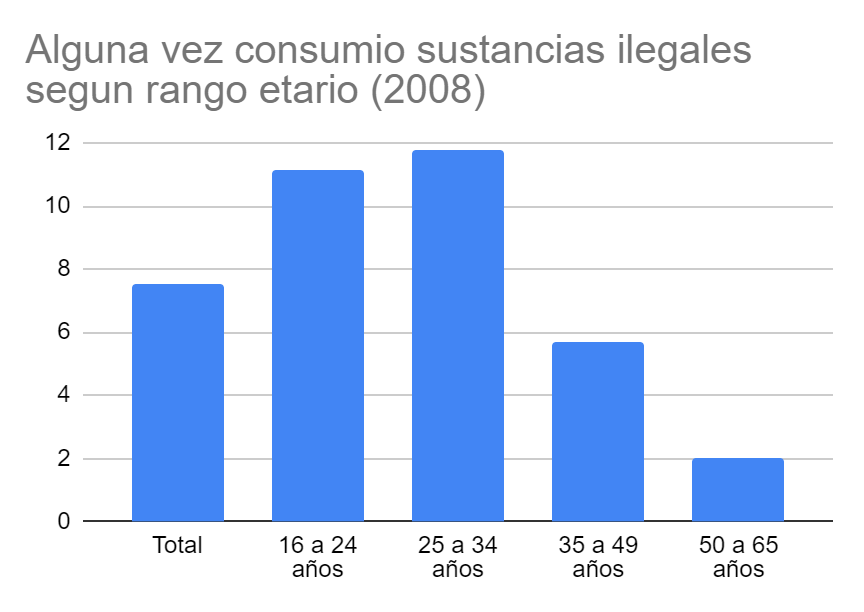 Alguna vez consumio sustancias ilegales
segun rango etario (2008)
12
10
8
6
4
2
0
Total
16 a 24
años
25 a 34
años
35 a 49
años
50 a 65
años